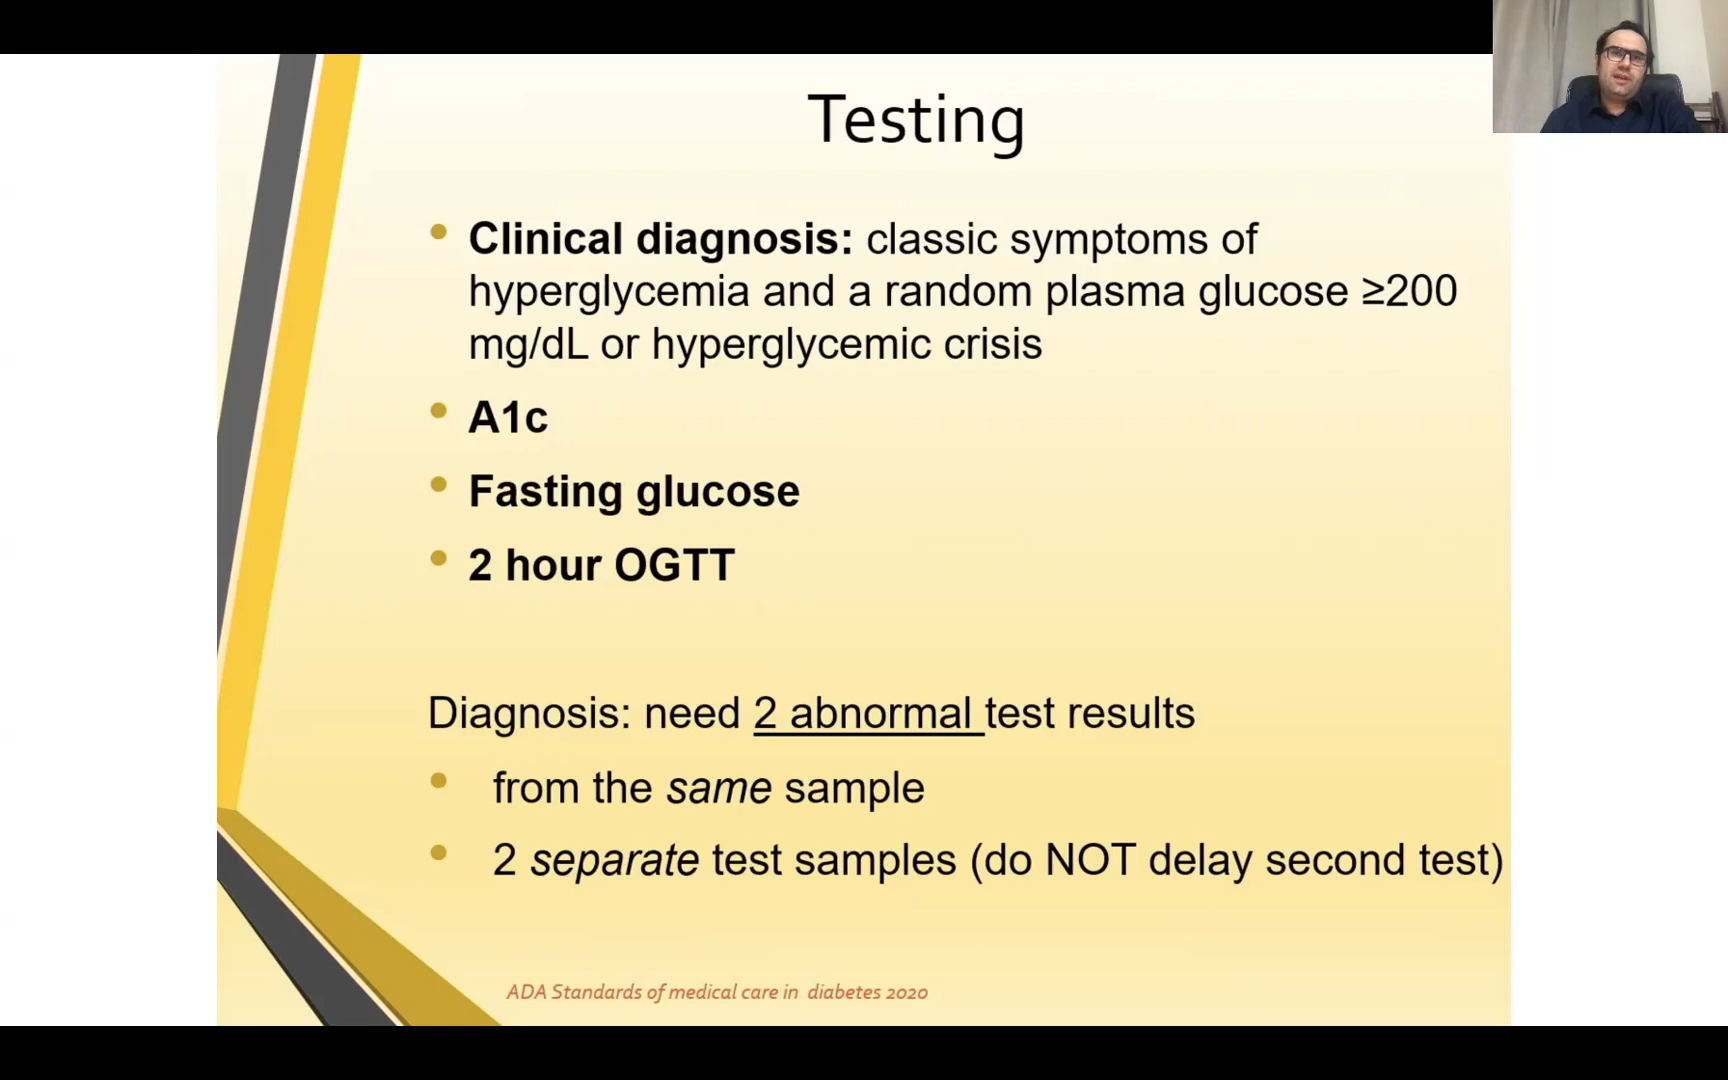 Testing
Clinical diagnosis: classic symptoms of
hyperglycemia and a random plasma glucose ≥200
mg/dL or hyperglycemic crisis
A1c
Fasting glucose
2 hour OGTT
Diagnosis: need 2 abnormal test results
from the same sample
2 separate test samples (do NOT delay second test)
ADA Standards of medical care in diabetes 2020